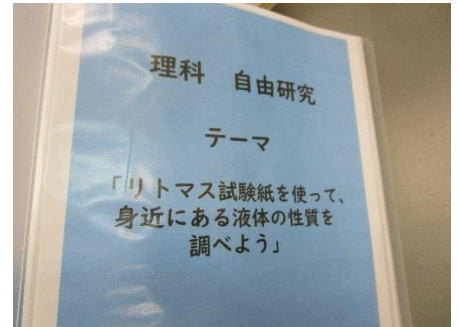 理科 自由研究
テーマ
「リトマス試験紙を使って、
身近にある液体の性質を
調べよう」